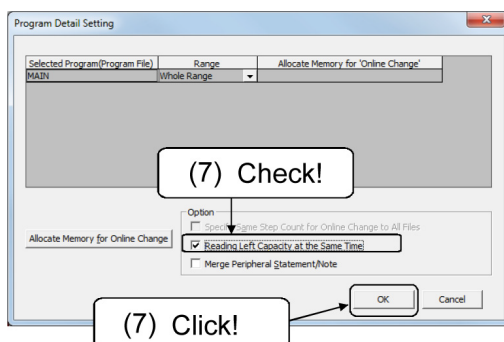 Program Detail Setting
Selected Program(Program File) Range Allocate Memory for 'Online Change'
MAIN Whole Range
(7) Check!
Option
Specify Same Step Count for Online Change to All Files
Allocate Memory for Online Change
Reading Left Capacity at the Same Time
Merge Peripheral Statement/Note
OK Cancel
(7) Click!